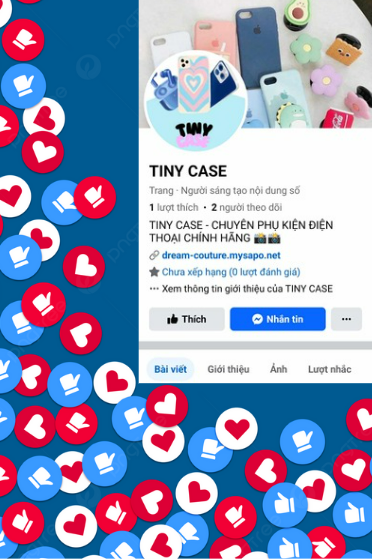 TINY
CASE
TINY CASE
Trang · Người sáng tạo nội dung số
1 lượt thích • 2 người theo dõi
TINY CASE - CHUYÊN PHỤ KIỆN ĐIỆN
THOẠI CHÍNH HÃNG 📸📸
dream-couture.mysapo.net
Chưa xếp hạng (0 lượt đánh giá)
··· Xem thông tin giới thiệu của TINY CASE
Thích
Nhắn tin
···
Bài viết
Giới thiệu
Ảnh
Lượt nhắc